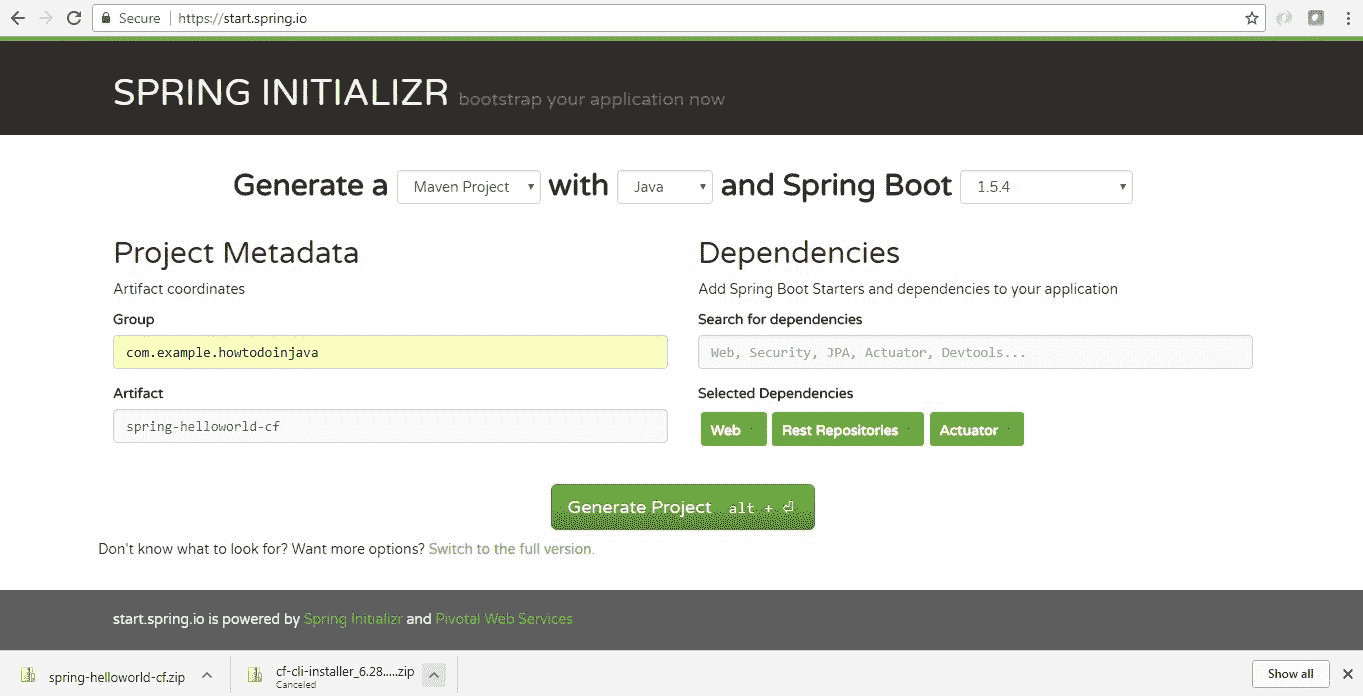 Secure https://start.spring.io
SPRING INITIALIZR bootstrap your application now
Generate a Maven Project with Java and Spring Boot 1.5.4
Project Metadata
Artifact coordinates
Group
com.example.howtodoinjava
Artifact
spring-helloworld-cf
Dependencies
Add Spring Boot Starters and dependencies to your application
Search for dependencies
Web, Security, JPA, Actuator, Devtools...
Selected Dependencies
Web Rest Repositories Actuator
Generate Project alt + ⏎
Don't know what to look for? Want more options? Switch to the full version.
start.spring.io is powered by Spring Initializr and Pivotal Web Services
spring-helloworld-cf.zip
cf-cli-installer_6.28.....zip
Canceled
Show all